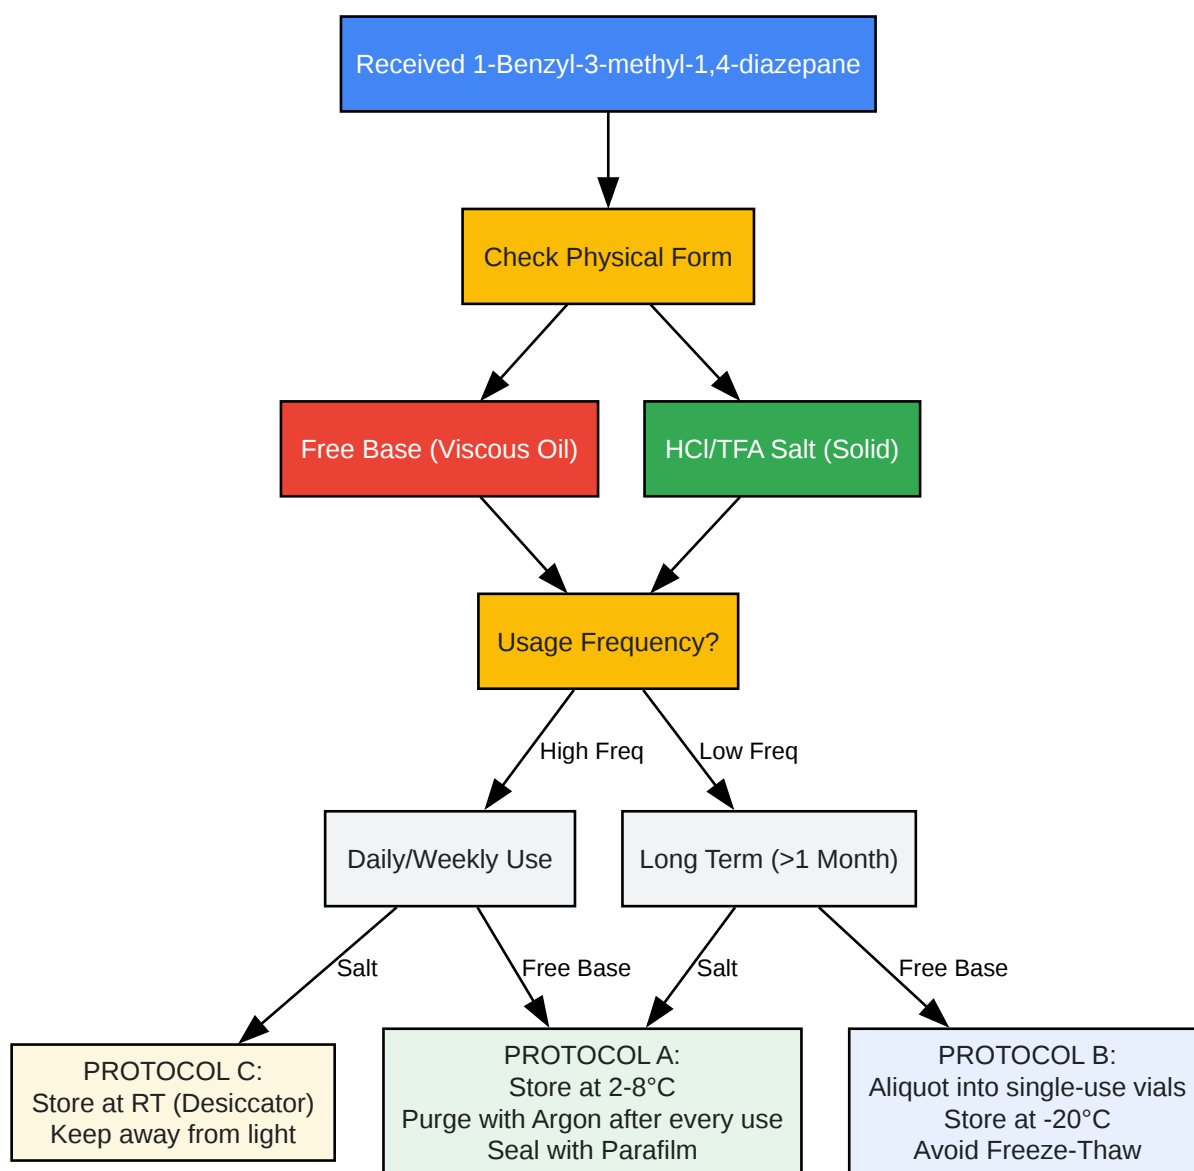 Received 1-Benzyl-3-methyl-1,4-diazepane
Check Physical Form
Free Base (Viscous Oil)
HCl/TFA Salt (Solid)
Usage Frequency?
High Freq
Low Freq
Daily/Weekly Use
Long Term (>1 Month)
Salt
Free Base
Salt
Free Base
PROTOCOL C:
Store at RT (Desiccator)
Keep away from light
PROTOCOL A:
Store at 2-8°C
Purge with Argon after every use
Seal with Parafilm
PROTOCOL B:
Aliquot into single-use vials
Store at -20°C
Avoid Freeze-Thaw